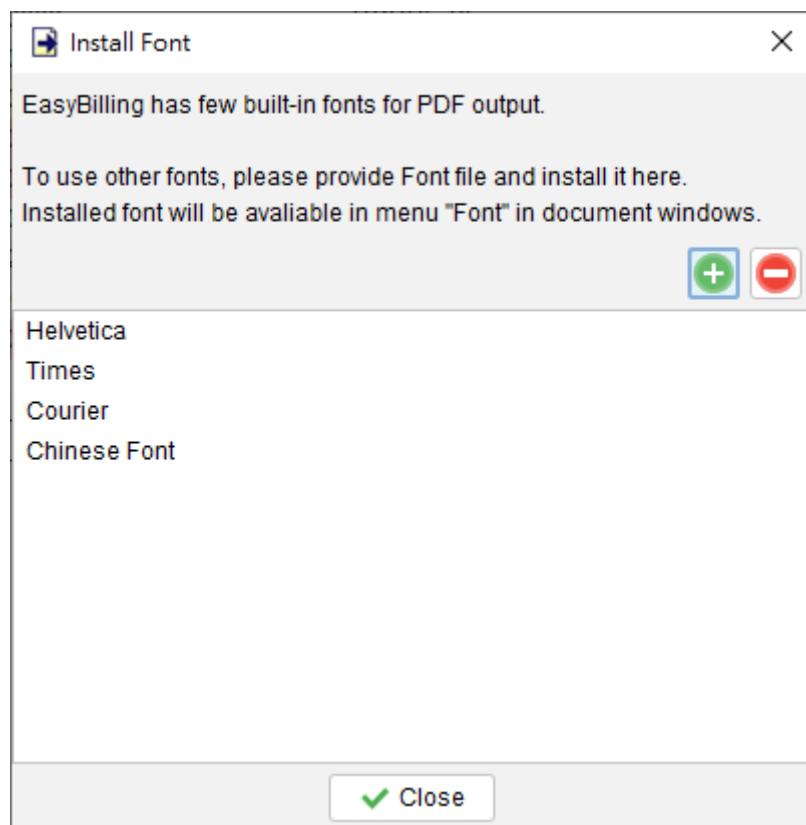 Install Font
EasyBilling has few built-in fonts for PDF output.
To use other fonts, please provide Font file and install it here.
Installed font will be avaliable in menu "Font" in document windows.
Helvetica
Times
Courier
Chinese Font
Close